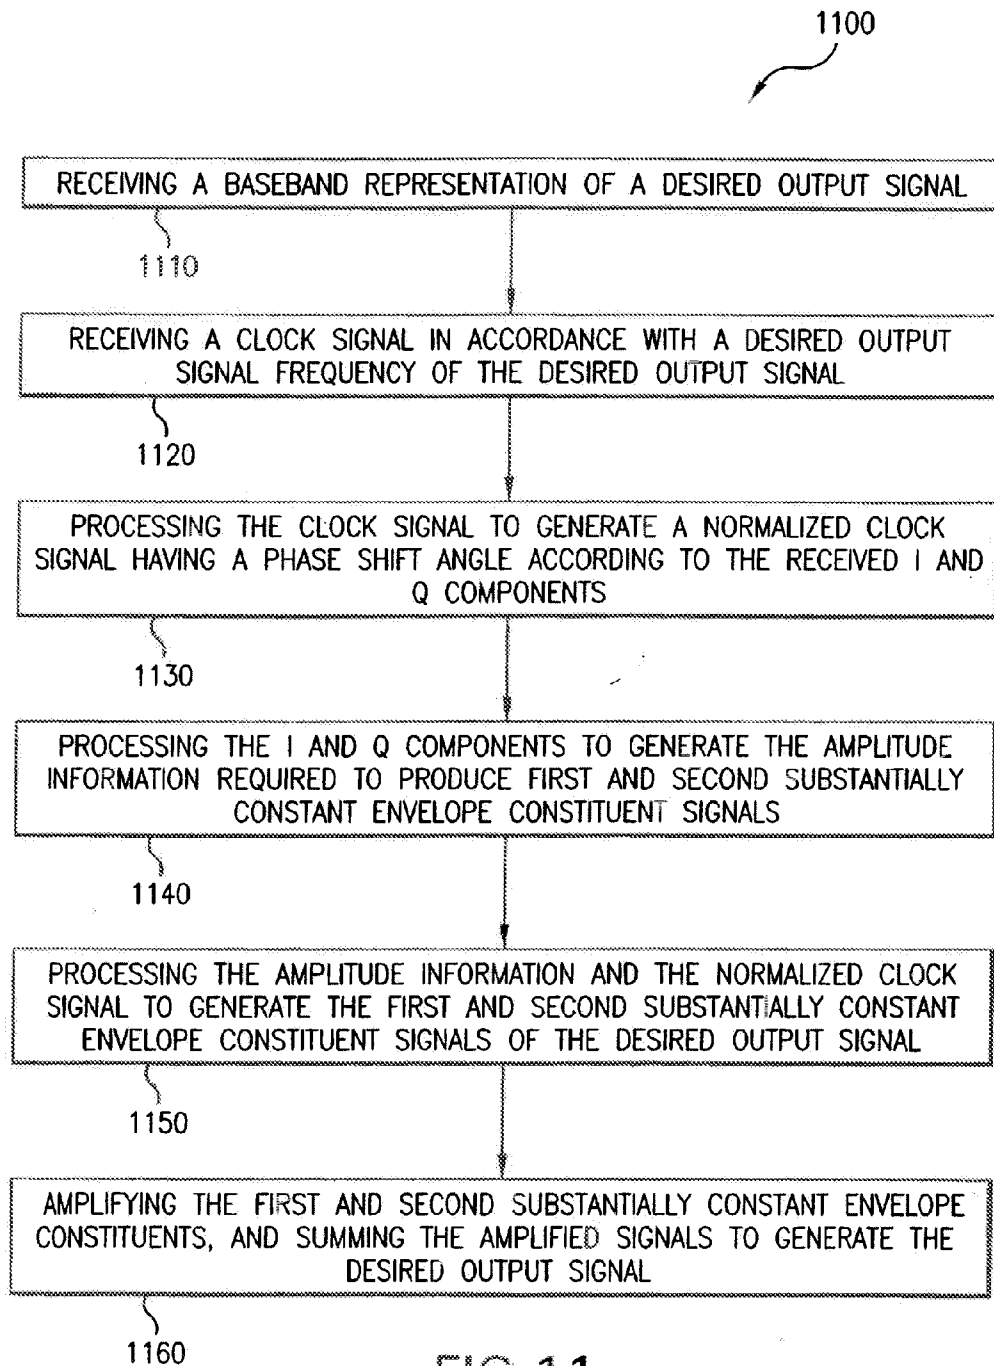 1100
RECEIVING A BASEBAND REPRESENTATION OF A DESIRED OUTPUT SIGNAL
1110
RECEIVING A CLOCK SIGNAL IN ACCORDANCE WITH A DESIRED OUTPUT
SIGNAL FREQUENCY OF THE DESIRED OUTPUT SIGNAL
1120
PROCESSING THE CLOCK SIGNAL TO GENERATE A NORMALIZED CLOCK
SIGNAL HAVING A PHASE SHIFT ANGLE ACCORDING TO THE RECEIVED I AND
Q COMPONENTS
1130
PROCESSING THE I AND Q COMPONENTS TO GENERATE THE AMPLITUDE
INFORMATION REQUIRED TO PRODUCE FIRST AND SECOND SUBSTANTIALLY
CONSTANT ENVELOPE CONSTITUENT SIGNALS
1140
PROCESSING THE AMPLITUDE INFORMATION AND THE NORMALIZED CLOCK
SIGNAL TO GENERATE THE FIRST AND SECOND SUBSTANTIALLY CONSTANT
ENVELOPE CONSTITUENT SIGNALS OF THE DESIRED OUTPUT SIGNAL
1150
AMPLIFYING THE FIRST AND SECOND SUBSTANTIALLY CONSTANT ENVELOPE
CONSTITUENTS, AND SUMMING THE AMPLIFIED SIGNALS TO GENERATE THE
DESIRED OUTPUT SIGNAL
1160
FIG. 11